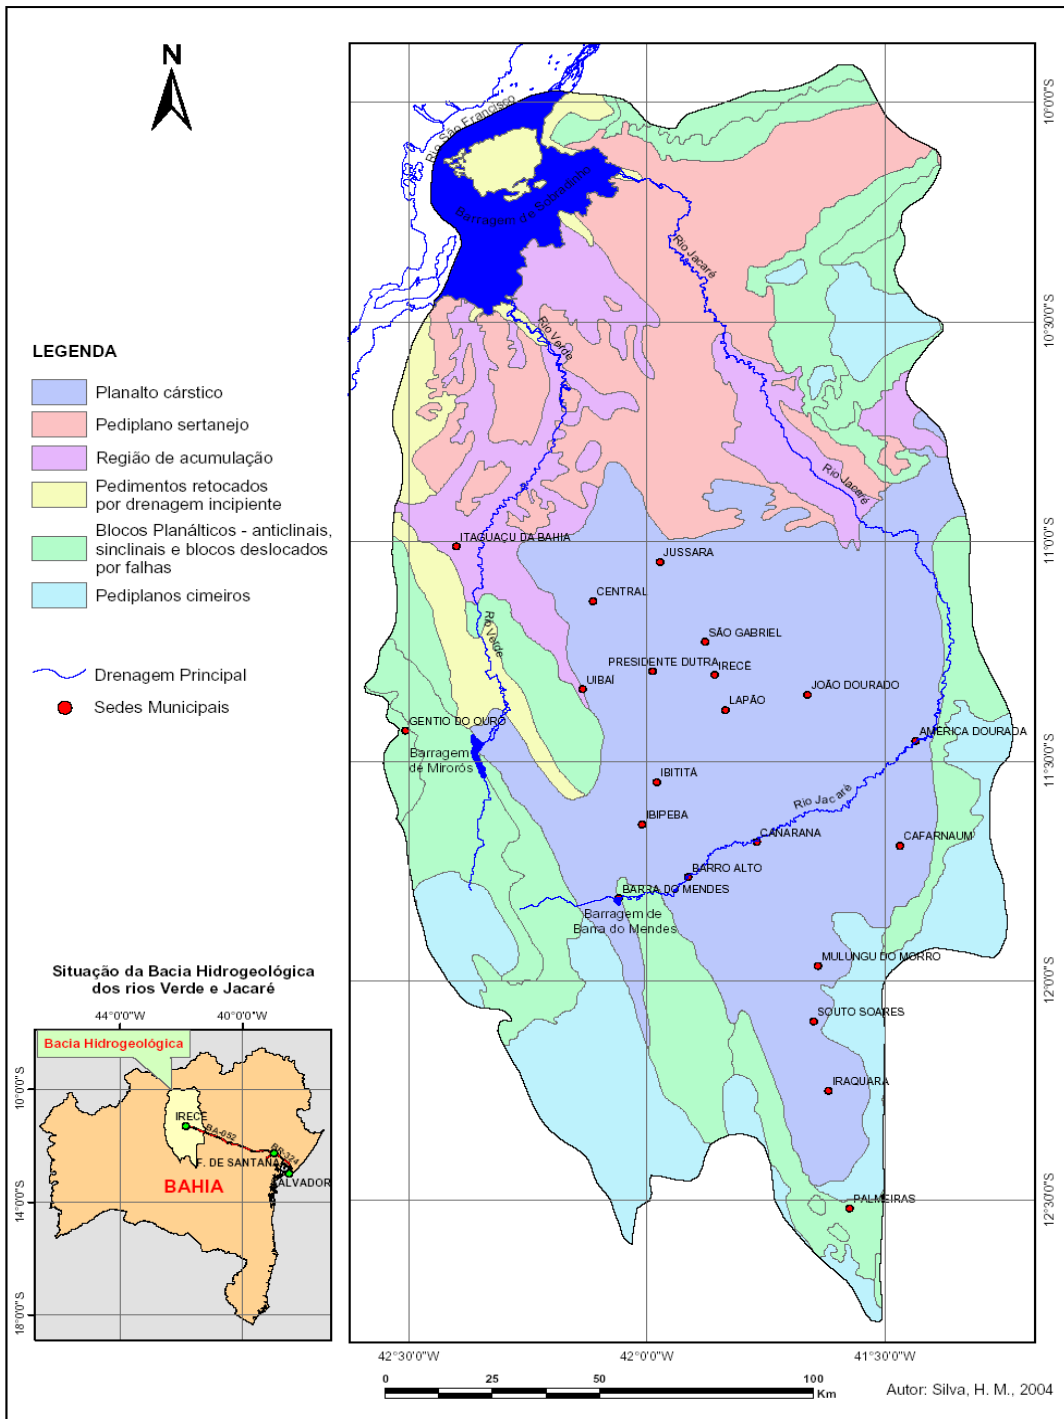 N
Rio São Francisco
Barragem de Sobradinho
Rio Jacaré
Rio Verde
10°0'0"S
10°30'0"S
11°0'0"S
11°30'0"S
12°0'0"S
12°30'0"S
LEGENDA
Planalto cárstico
Pediplano sertanejo
Região de acumulação
Pedimentos retocados
por drenagem incipiente
Blocos Planálticos - anticlinais,
sinclinais e blocos deslocados
por falhas
Pediplanos cimeiros
Drenagem Principal
Sedes Municipais
Rio Jacaré
ITAGUAÇU DA BAHIA
JUSSARA
CENTRAL
Rio Verde
SÃO GABRIEL
PRESIDENTE DUTRA
IRECÊ
UIBAÍ
JOÃO DOURADO
LAPÃO
GENTIO DO OURO
AMÉRICA DOURADA
Barragem
de Mirorós
IBITITÁ
Rio Jacaré
IBIPEBA
CANARANA
CAFARNAUM
BARRO ALTO
BARRA DO MENDES
Barragem de
Barra do Mendes
MULUNGU DO MORRO
SOUTO SOARES
IRAQUARA
PALMEIRAS
Situação da Bacia Hidrogeológica
dos rios Verde e Jacaré
44°0'0"W
40°0'0"W
Bacia Hidrogeológica
10°0'0"S
14°0'0"S
18°0'0"S
IRECÊ
BA-052
BR-324
F. DE SANTANA
ALVADOR
BAHIA
42°30'0"W
42°0'0"W
41°30'0"W
0
25
50
100
Km
Autor: Silva, H. M., 2004